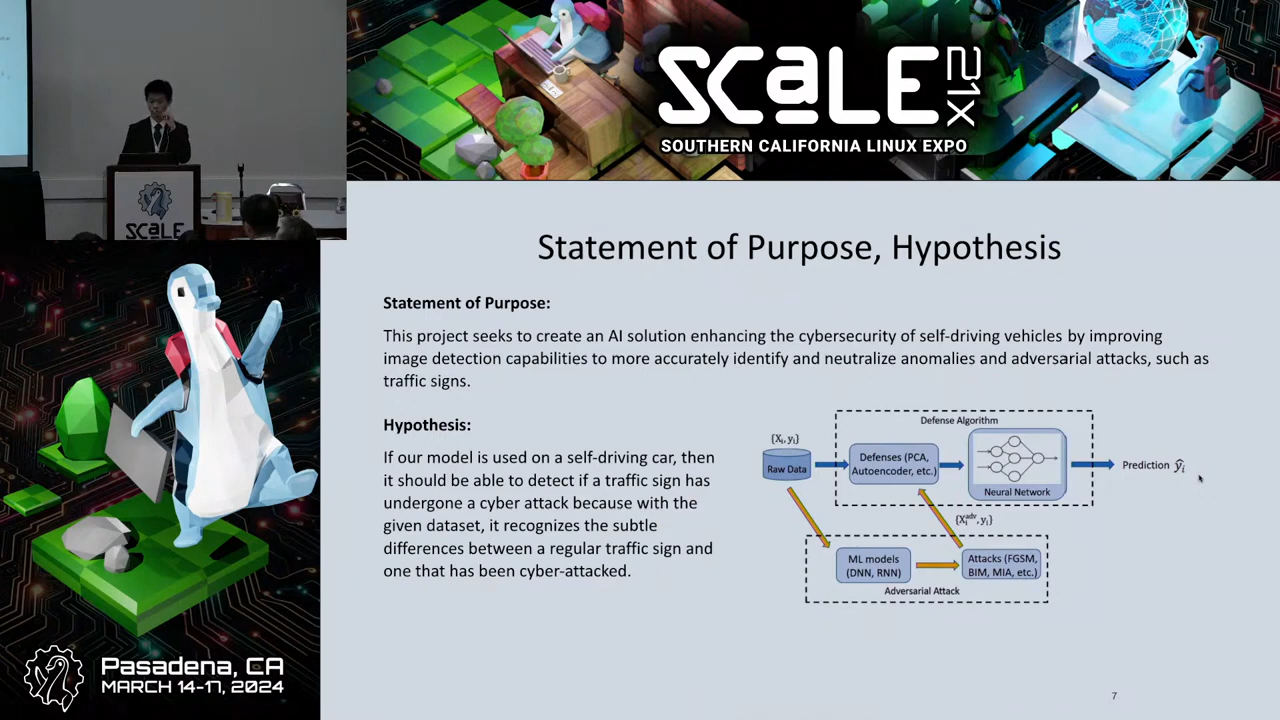 SCaLE 21x
SOUTHERN CALIFORNIA LINUX EXPO
SCaLE
Statement of Purpose, Hypothesis
Statement of Purpose:
This project seeks to create an AI solution enhancing the cybersecurity of self-driving vehicles by improving
image detection capabilities to more accurately identify and neutralize anomalies and adversarial attacks, such as
traffic signs.
Hypothesis:
If our model is used on a self-driving car, then
it should be able to detect if a traffic sign has
undergone a cyber attack because with the
given dataset, it recognizes the subtle
differences between a regular traffic sign and
one that has been cyber-attacked.
Defense Algorithm
{Xᵢ, yᵢ}
Raw Data
Defenses (PCA,
Autoencoder, etc.)
Neural Network
Prediction ŷᵢ
{Xᵢᵃᵈᵛ, yᵢ}
ML models
(DNN, RNN)
Attacks (FGSM,
BIM, MIA, etc.)
Adversarial Attack
Pasadena, CA
MARCH 14-17, 2024
7